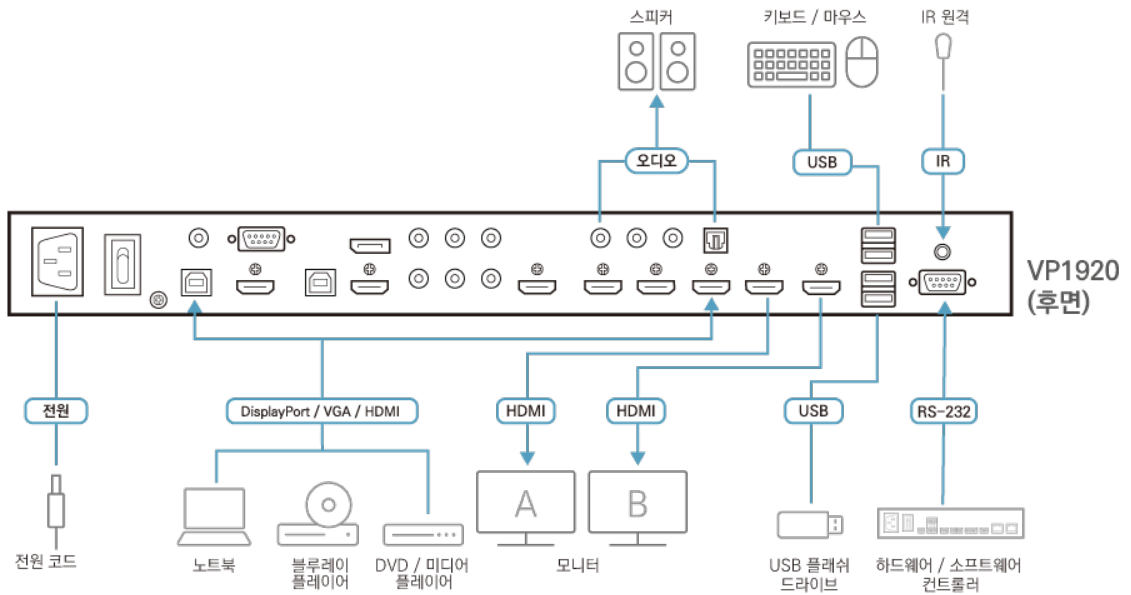 스피커
키보드 / 마우스
IR 원격
오디오
USB
IR
VP1920
(후면)
전원
DisplayPort / VGA / HDMI
HDMI
HDMI
USB
RS-232
A
B
전원 코드
노트북
블루레이
플레이어
DVD / 미디어
플레이어
모니터
USB 플래쉬
드라이브
하드웨어 / 소프트웨어
컨트롤러